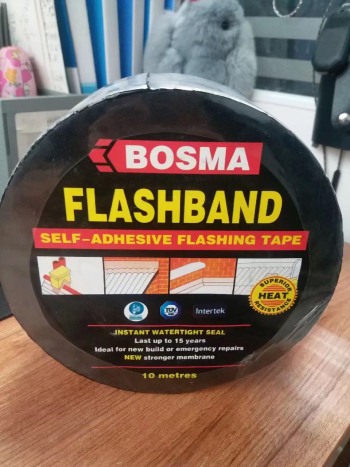 BOSMA
FLASHBAND
SELF-ADHESIVE FLASHING TAPE
SUPERIOR
HEAT
RESISTANCE
TÜV
Intertek
INSTANT WATERTIGHT SEAL
Last up to 15 years
Ideal for new build or emergency repairs
NEW stronger membrane
10 metres